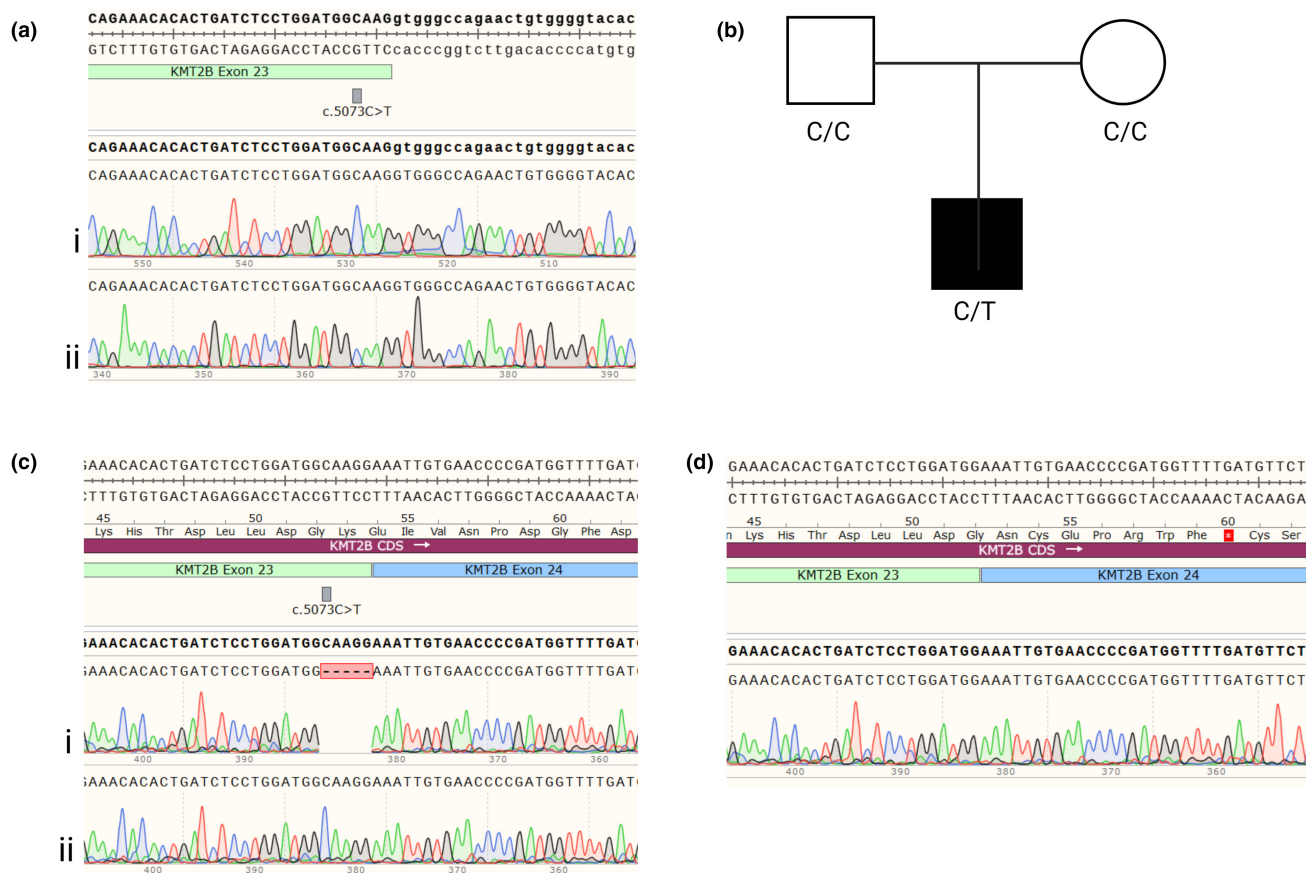 (a)
CAGAAACACACTGATCTCCTGGATGGCAAGgtgggccagaactgtggggtacac
GTCTTTGTGTGACTAGAGGACCTACCGTTCcacccggtcttgacaccccatgtg
KMT2B Exon 23
c.5073C>T
CAGAAACACACTGATCTCCTGGATGGCAAGgtgggccagaactgtggggtacac
CAGAAACACACTGATCTCCTGGATGGCAAGGTGGGCCAGAACTGTGGGGTACAC
i
550 540 530 520 510
CAGAAACACACTGATCTCCTGGATGGCAAGGTGGGCCAGAACTGTGGGGTACAC
ii
340 350 360 370 380 390
(b)
C/C C/C
C/T
(c)
GAAACACACTGATCTCCTGGATGGCAAGGAAATTGTGAACCCCGATGGTTTTGATG
CTTTGTGTGACTAGAGGACCTACCGTTCCTTTAACACTTGGGGCTACCAAAACTAC
45 50 55 60
Lys His Thr Asp Leu Leu Asp Gly Lys Glu Ile Val Asn Pro Asp Gly Phe Asp
KMT2B CDS →
KMT2B Exon 23 KMT2B Exon 24
c.5073C>T
GAAACACACTGATCTCCTGGATGGCAAGGAAATTGTGAACCCCGATGGTTTTGATG
GAAACACACTGATCTCCTGGATGG-----AAATTGTGAACCCCGATGGTTTTGATG
i
400 390 380 370 360
GAAACACACTGATCTCCTGGATGGCAAGGAAATTGTGAACCCCGATGGTTTTGATG
ii
400 390 380 370 360
(d)
GAAACACACTGATCTCCTGGATGGAAATTGTGAACCCCGATGGTTTTGATGTTCT
CTTTGTGTGACTAGAGGACCTACCTTTAACACTTGGGGCTACCAAAACTACAAGA
45 50 55 60
n Lys His Thr Asp Leu Leu Asp Gly Asn Cys Glu Pro Arg Trp Phe * Cys Ser
KMT2B CDS →
KMT2B Exon 23 KMT2B Exon 24
GAAACACACTGATCTCCTGGATGGAAATTGTGAACCCCGATGGTTTTGATGTTCT
GAAACACACTGATCTCCTGGATGGAAATTGTGAACCCCGATGGTTTTGATGTTCT
400 390 380 370 360